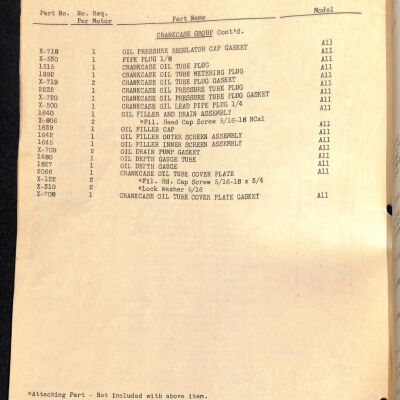 Part No. No. Req. Per Motor Part Name Model
CRANKCASE GROUP Cont'd.
X-718 1 OIL PRESSURE REGULATOR CAP GASKET All
X-530 1 PIPE PLUG 1/8 All
1315 1 CRANKCASE OIL TUBE PLUG All
1992 1 CRANKCASE OIL TUBE METERING PLUG All
X-719 2 CRANKCASE OIL TUBE PLUG GASKET All
2232 2 CRANKCASE OIL PRESSURE TUBE PLUG All
X-720 1 CRANKCASE OIL PRESSURE TUBE PLUG GASKET All
X-500 1 CRANKCASE OIL LEAD PIPE PLUG 1/4 All
1640 1 OIL FILLER AND DRAIN ASSEMBLY All
X-806 2 *Fil. Head Cap Screw 5/16-18 NCx1
1639 1 OIL FILLER CAP All
1642 1 OIL FILLER OUTER SCREEN ASSEMBLY All
1645 1 OIL FILLER INNER SCREEN ASSEMBLY All
X-709 2 OIL DRAIN PUMP GASKET All
1680 1 OIL DEPTH GAUGE TUBE All
1827 1 OIL DEPTH GAUGE All
2066 1 CRANKCASE OIL TUBE COVER PLATE All
X-122 2 *Fil. Hd. Cap Screw 5/16-18 x 3/4
X-310 2 *Lock Washer 5/16
X-708 1 CRANKCASE OIL TUBE COVER PLATE GASKET All
*Attaching Part - Not included with above item.